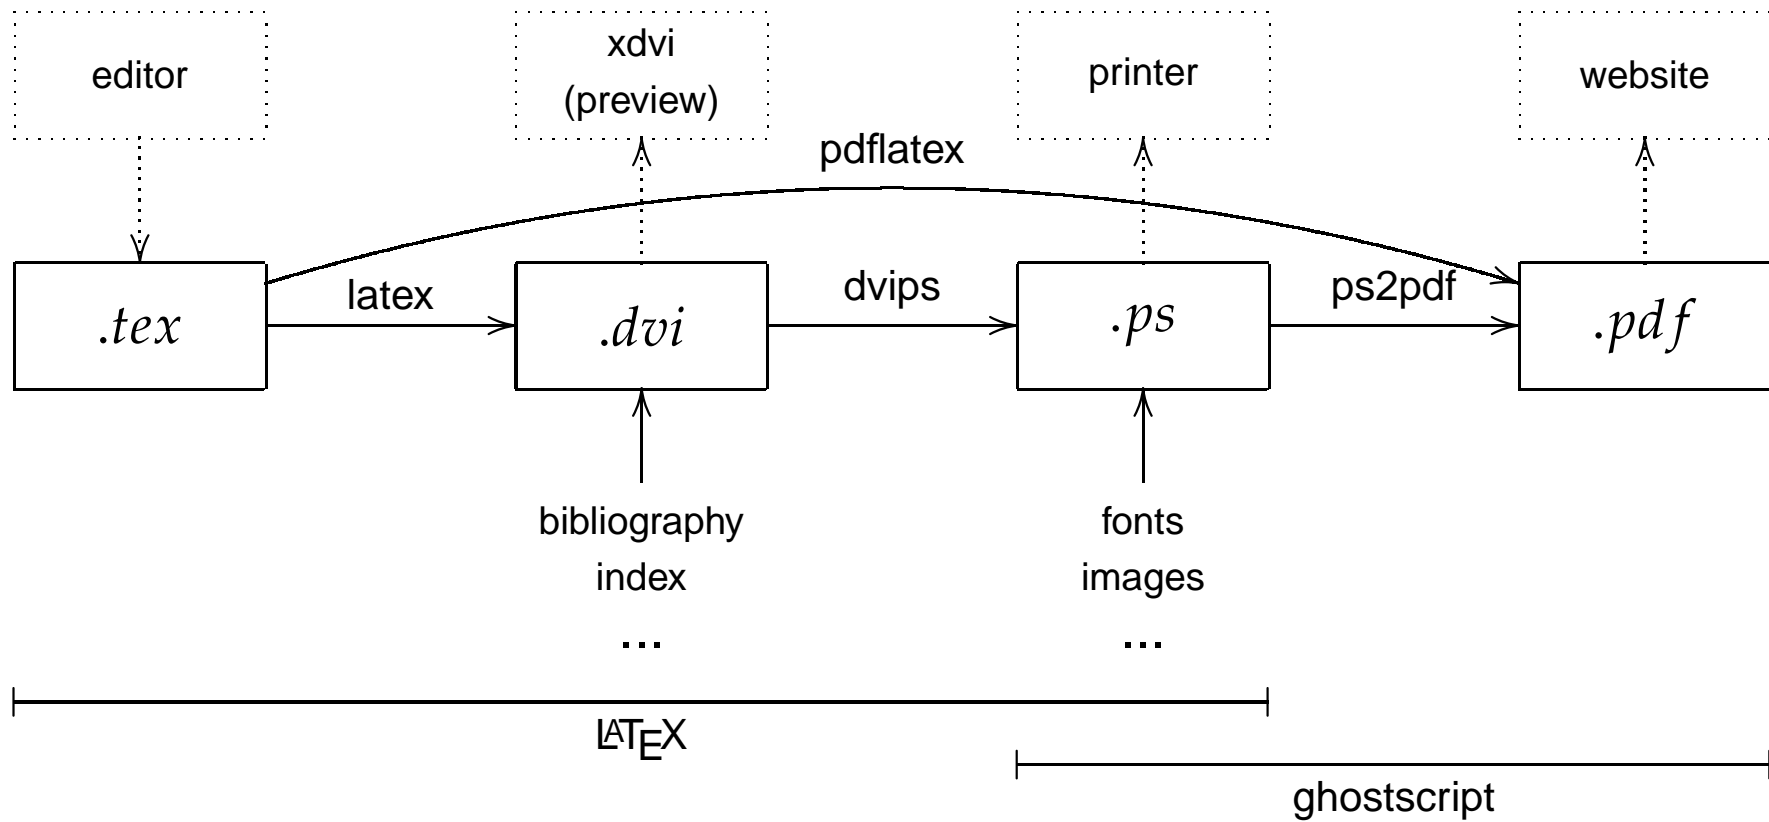 editor
xdvi
(preview)
printer
website
pdflatex
latex
dvips
ps2pdf
.tex
.dvi
.ps
.pdf
bibliography
index
...
fonts
images
...
LATEX
ghostscript